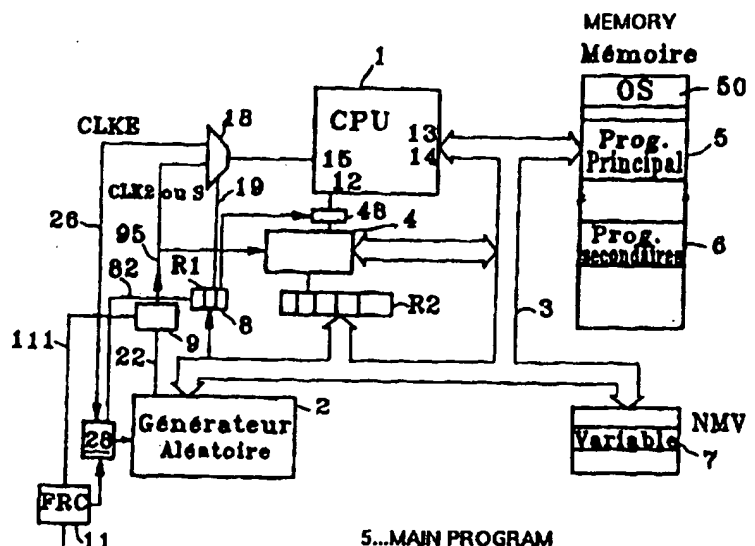 MEMORY
Mémoire
1
OS
50
CLKE
18
CPU
13
14
15
12
Prog.
Principal
5
CLK2 ou S
19
48
4
26
95
Prog.
secondaires
6
82
R1
8
R2
3
111
9
22
2
Générateur
Aléatoire
28
NMV
Variable
7
FRC
11
5...MAIN PROGRAM